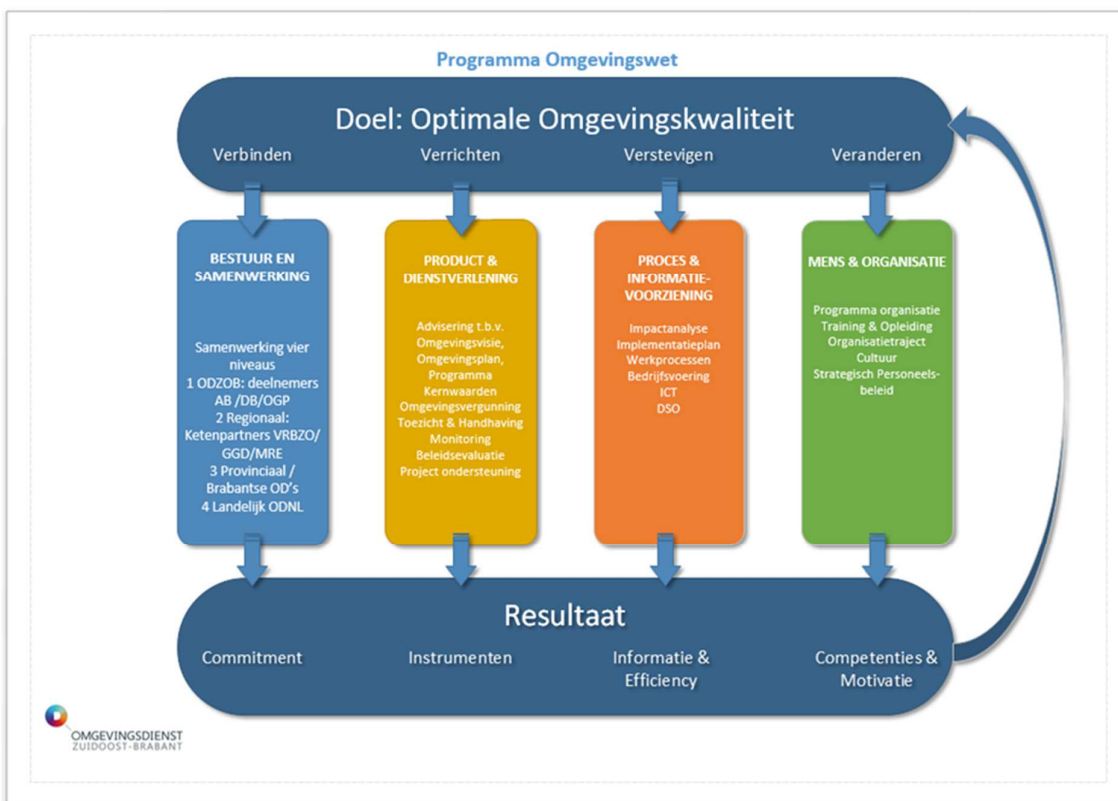 Programma Omgevingswet
Doel: Optimale Omgevingskwaliteit
Verbinden
Verrichten
Verstevigen
Veranderen
BESTUUR EN
SAMENWERKING
Samenwerking vier
niveaus
1 ODZOB: deelnemers
AB /DB/OGP
2 Regionaal:
Ketenpartners VRBZO/
GGD/MRE
3 Provinciaal /
Brabantse OD's
4 Landelijk ODNL
PRODUCT &
DIENSTVERLENING
Advisering t.b.v.
Omgevingsvisie,
Omgevingsplan,
Programma
Kernwaarden
Omgevingsvergunning
Toezicht & Handhaving
Monitoring
Beleidsevaluatie
Project ondersteuning
PROCES &
INFORMATIE-
VOORZIENING
Impactanalyse
Implementatieplan
Werkprocessen
Bedrijfsvoering
ICT
DSO
MENS & ORGANISATIE
Programma organisatie
Training & Opleiding
Organisatietraject
Cultuur
Strategisch Personeels-
beleid
Resultaat
Commitment
Instrumenten
Informatie &
Efficiency
Competenties &
Motivatie
OMGEVINGSDIENST
ZUIDOOST-BRABANT